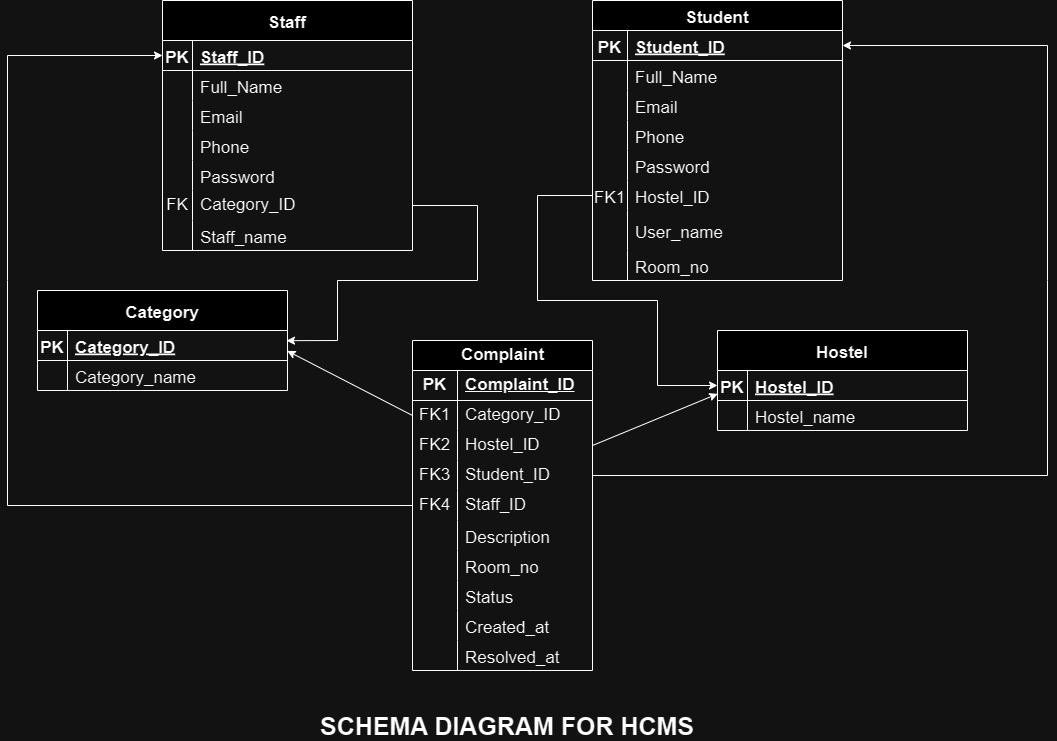 Staff
PK Staff_ID
Full_Name
Email
Phone
Password
FK Category_ID
Staff_name
Student
PK Student_ID
Full_Name
Email
Phone
Password
FK1 Hostel_ID
User_name
Room_no
Category
PK Category_ID
Category_name
Complaint
PK Complaint_ID
FK1 Category_ID
FK2 Hostel_ID
FK3 Student_ID
FK4 Staff_ID
Description
Room_no
Status
Created_at
Resolved_at
Hostel
PK Hostel_ID
Hostel_name
SCHEMA DIAGRAM FOR HCMS